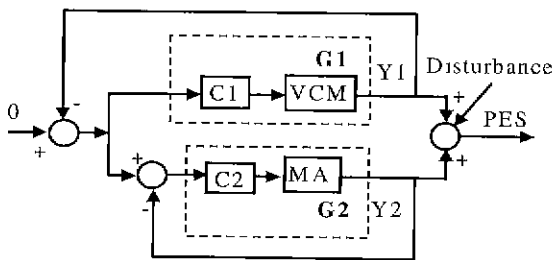 G1
Y1
Disturbance
-
+
0
C1
VCM
PES
+
+
+
C2
MA
-
G2
Y2